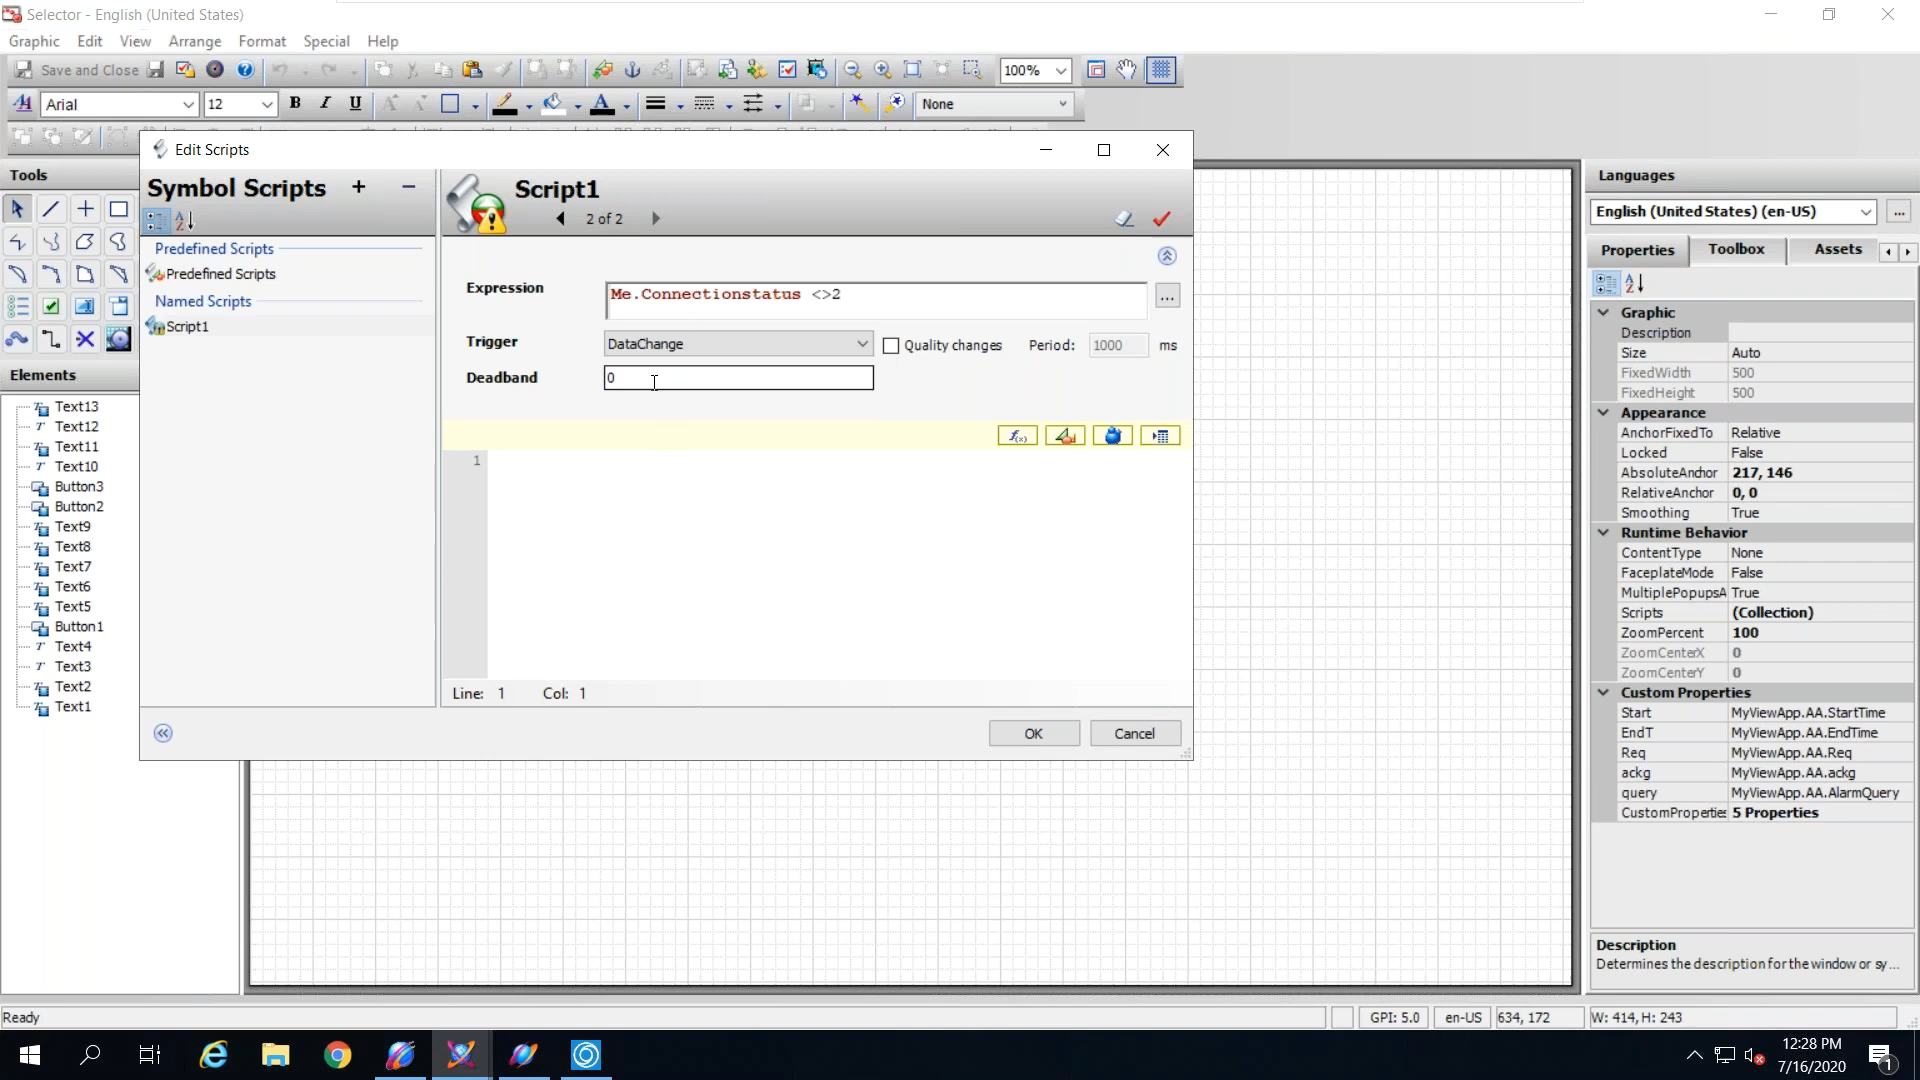 Selector - English (United States)
Graphic Edit View Arrange Format Special Help
Save and Close 100%
Arial 12 B I U A None
Tools
Edit Scripts
Symbol Scripts
Predefined Scripts
Predefined Scripts
Named Scripts
Script1
Script1
2 of 2
Expression Me.Connectionstatus <>2 ...
Trigger DataChange Quality changes Period: 1000 ms
Deadband 0
f(x)
1
Line: 1 Col: 1
OK Cancel
Elements
Text13
Text12
Text11
Text10
Button3
Button2
Text9
Text8
Text7
Text6
Text5
Button1
Text4
Text3
Text2
Text1
Languages
English (United States) (en-US) ...
Properties Toolbox Assets
Graphic
Description
Size Auto
FixedWidth 500
FixedHeight 500
Appearance
AnchorFixedTo Relative
Locked False
AbsoluteAnchor 217, 146
RelativeAnchor 0, 0
Smoothing True
Runtime Behavior
ContentType None
FaceplateMode False
MultiplePopupsA True
Scripts (Collection)
ZoomPercent 100
ZoomCenterX 0
ZoomCenterY 0
Custom Properties
Start MyViewApp.AA.StartTime
EndT MyViewApp.AA.EndTime
Req MyViewApp.AA.Req
ackg MyViewApp.AA.ackg
query MyViewApp.AA.AlarmQuery
CustomPropertie 5 Properties
Description
Determines the description for the window or sy...
Ready GPI: 5.0 en-US 634, 172 W: 414, H: 243
12:28 PM
7/16/2020
1